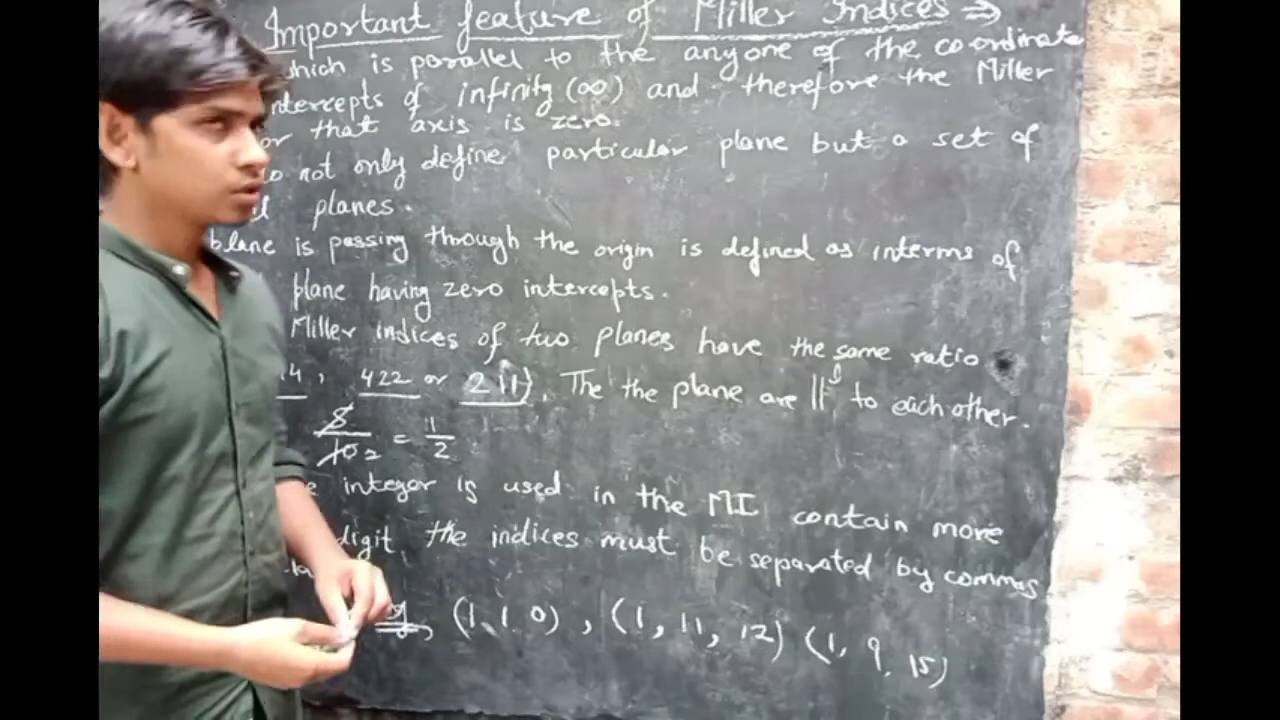 Important feature of Miller Indices ⇒
which is parallel to the anyone of the coordinate
intercepts of infinity (∞) and therefore the Miller
or that axis is zero.
do not only define particular plane but a set of
planes.
plane is passing through the origin is defined as interms of
plane having zero intercepts.
Miller indices of two planes have the same ratio
422 or 211). The the plane are ||l to each other.
8/10 2 = 1/2
integer is used in the MI contain more
digit the indices must be separated by commas
(1 1 0), (1, 11, 12) (1, 9, 15)